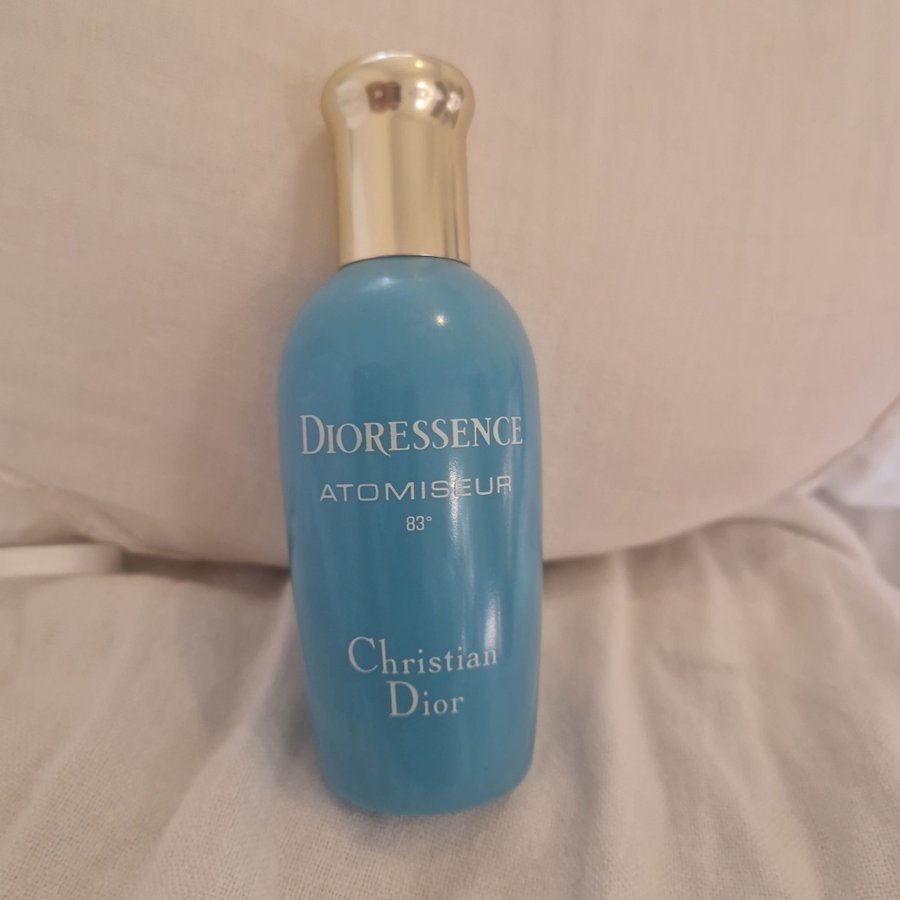 DIORESSENCE
ATOMISEUR
83°
Christian
Dior